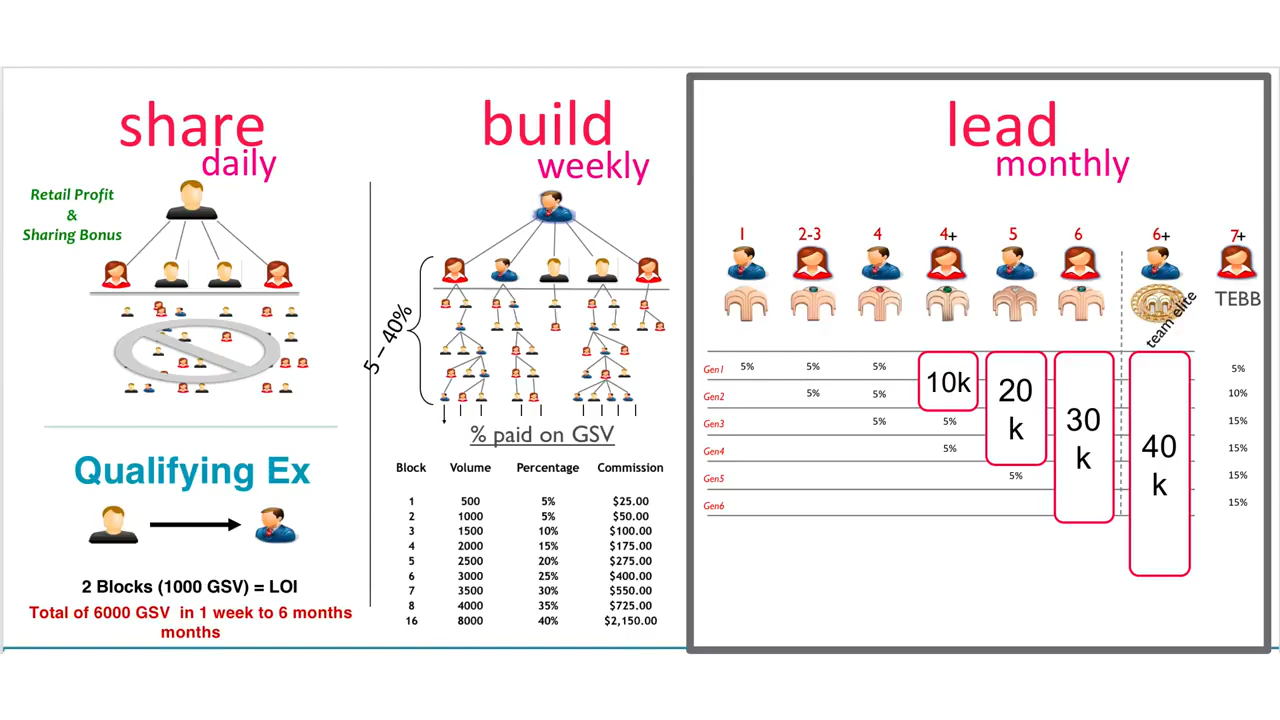 share
daily
Retail Profit
&
Sharing Bonus
Qualifying Ex
2 Blocks (1000 GSV) = LOI
Total of 6000 GSV in 1 week to 6 months
months
build
weekly
5 – 40%
% paid on GSV
Block Volume Percentage Commission
1 500 5% $25.00
2 1000 5% $50.00
3 1500 10% $100.00
4 2000 15% $175.00
5 2500 20% $275.00
6 3000 25% $400.00
7 3500 30% $550.00
8 4000 35% $725.00
16 8000 40% $2,150.00
lead
monthly
1 2-3 4 4+ 5 6 6+ 7+
team elite
TEBB
Gen1 5% 5% 5% 5%
Gen2 5% 5% 10%
Gen3 5% 5% 15%
Gen4 5% 15%
Gen5 5% 15%
Gen6 15%
10k
20
k
30
k
40
k